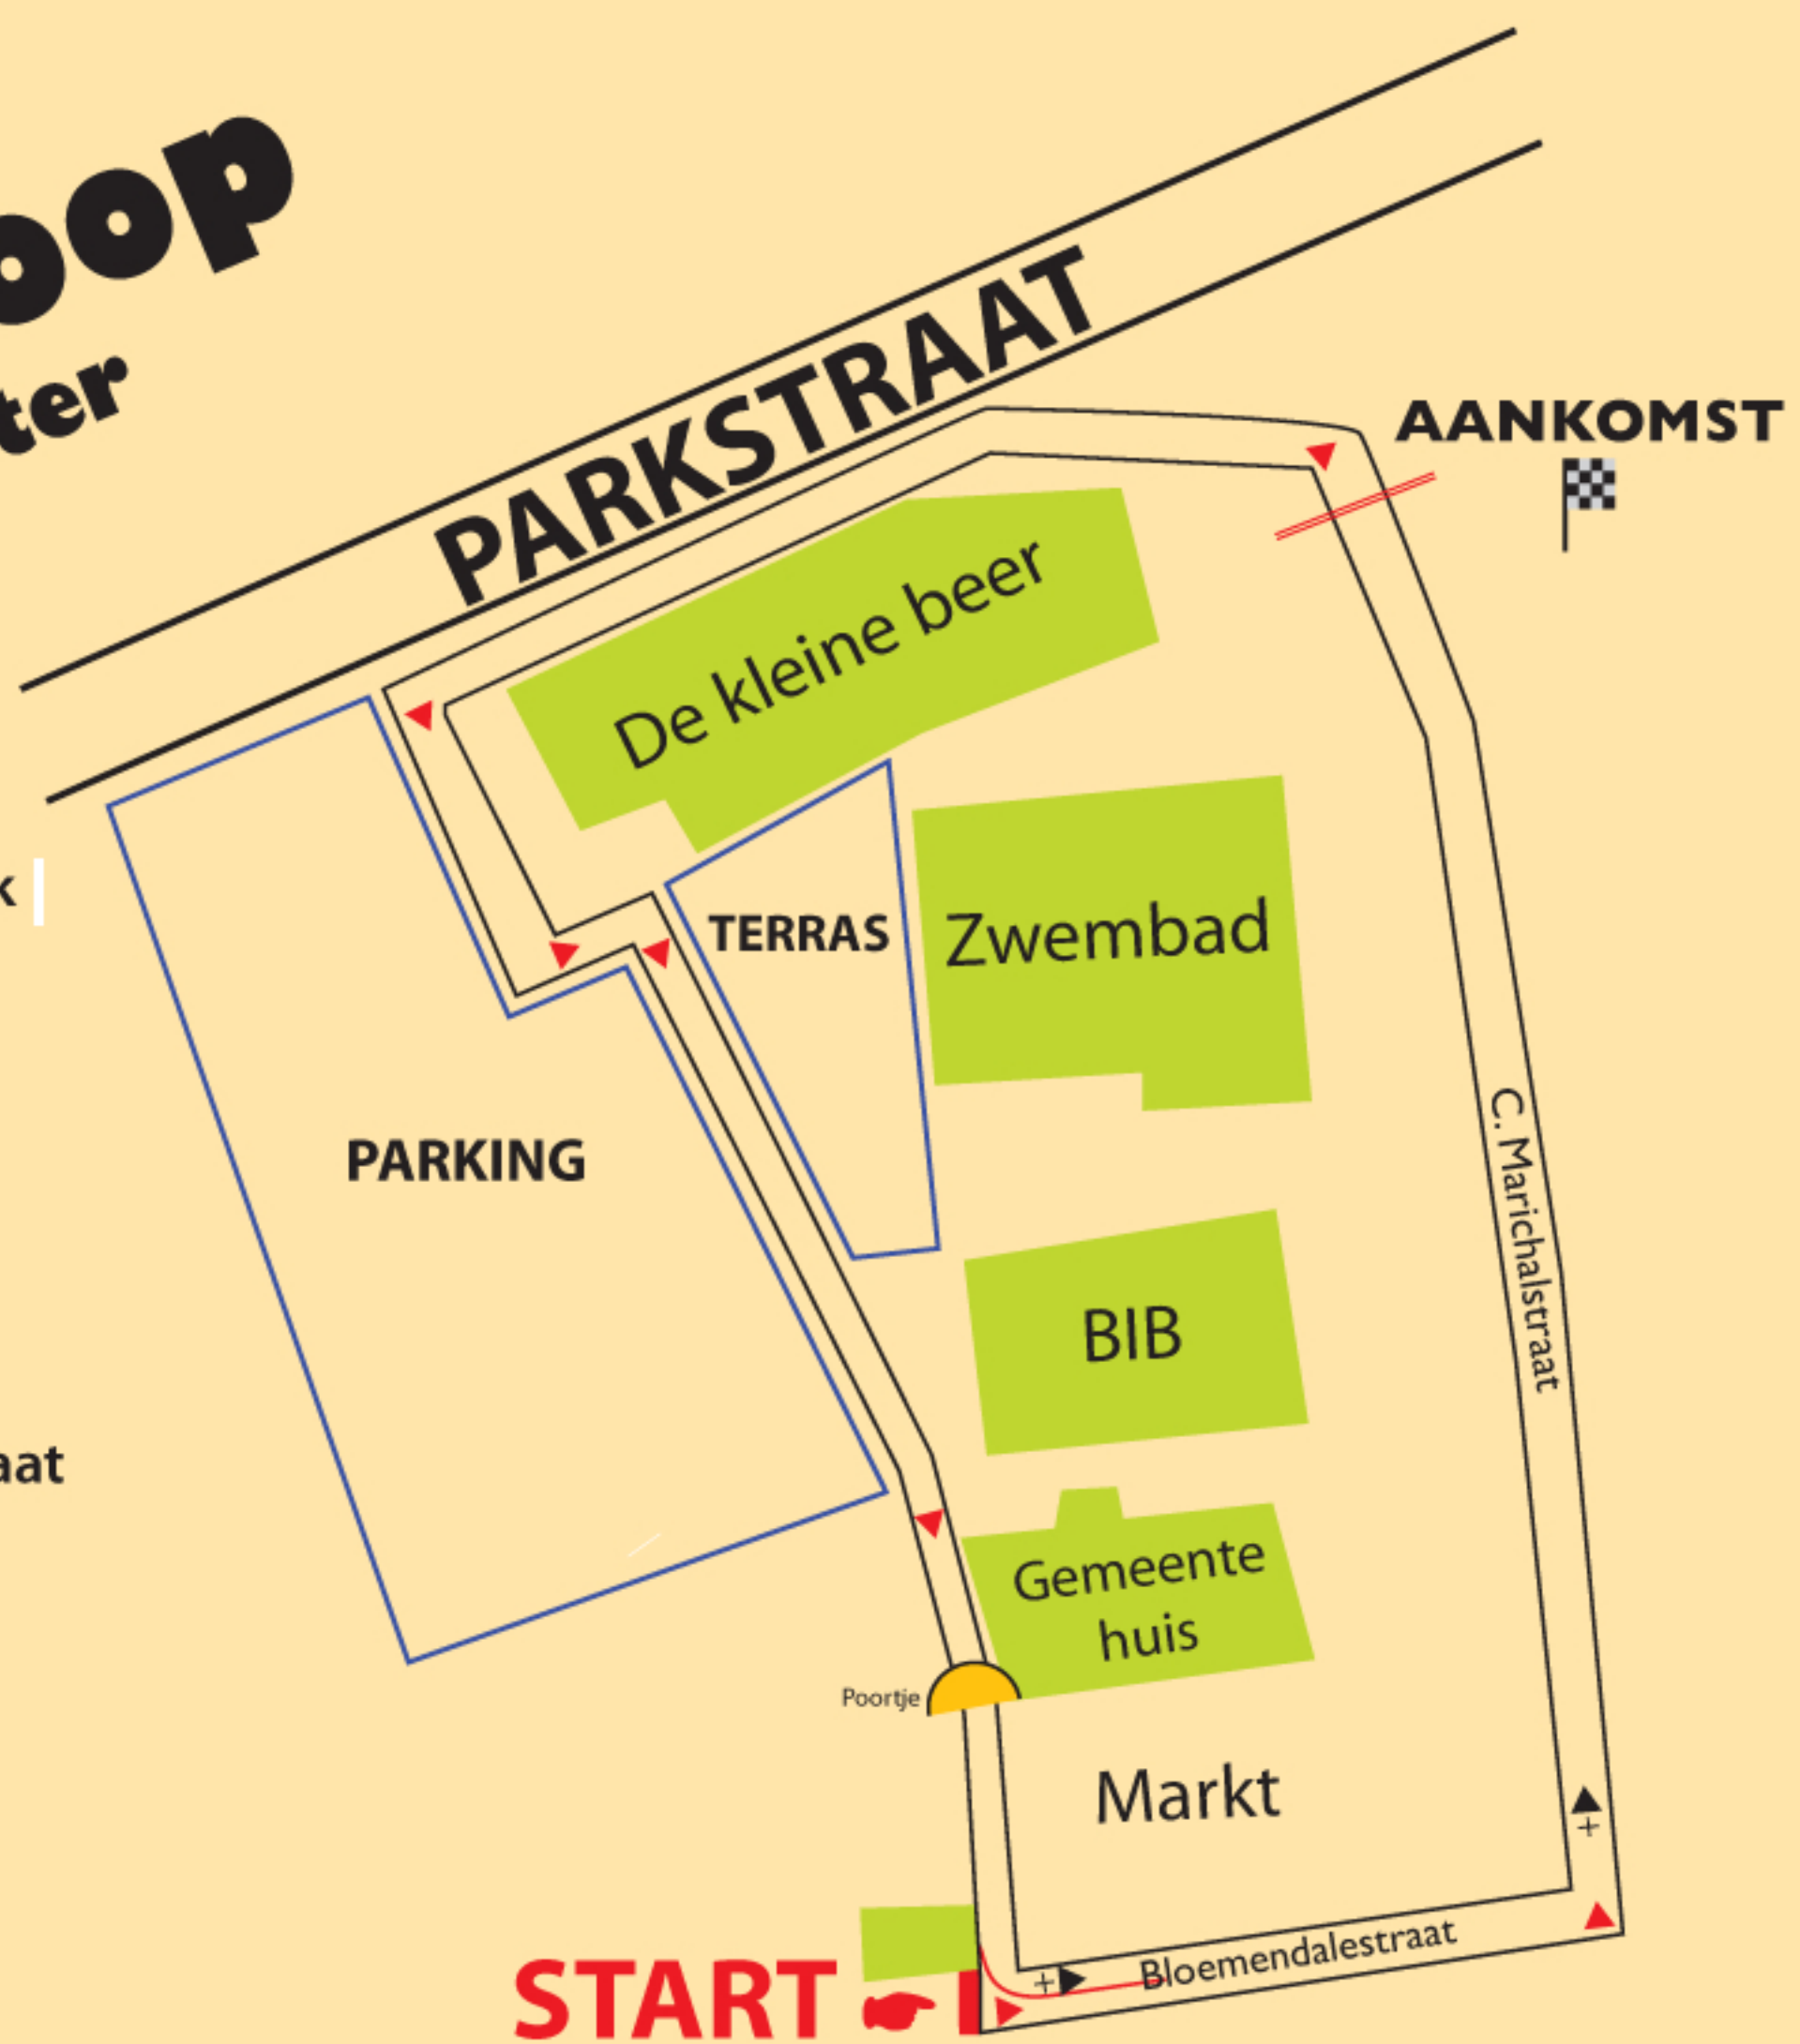 oop
ter
PARKSTRAAT
AANKOMST
De kleine beer
k
TERRAS
Zwembad
PARKING
C. Marichalstraat
BIB
aat
Gemeente
huis
Poortje
Markt
+
Bloemendalestraat
+
START